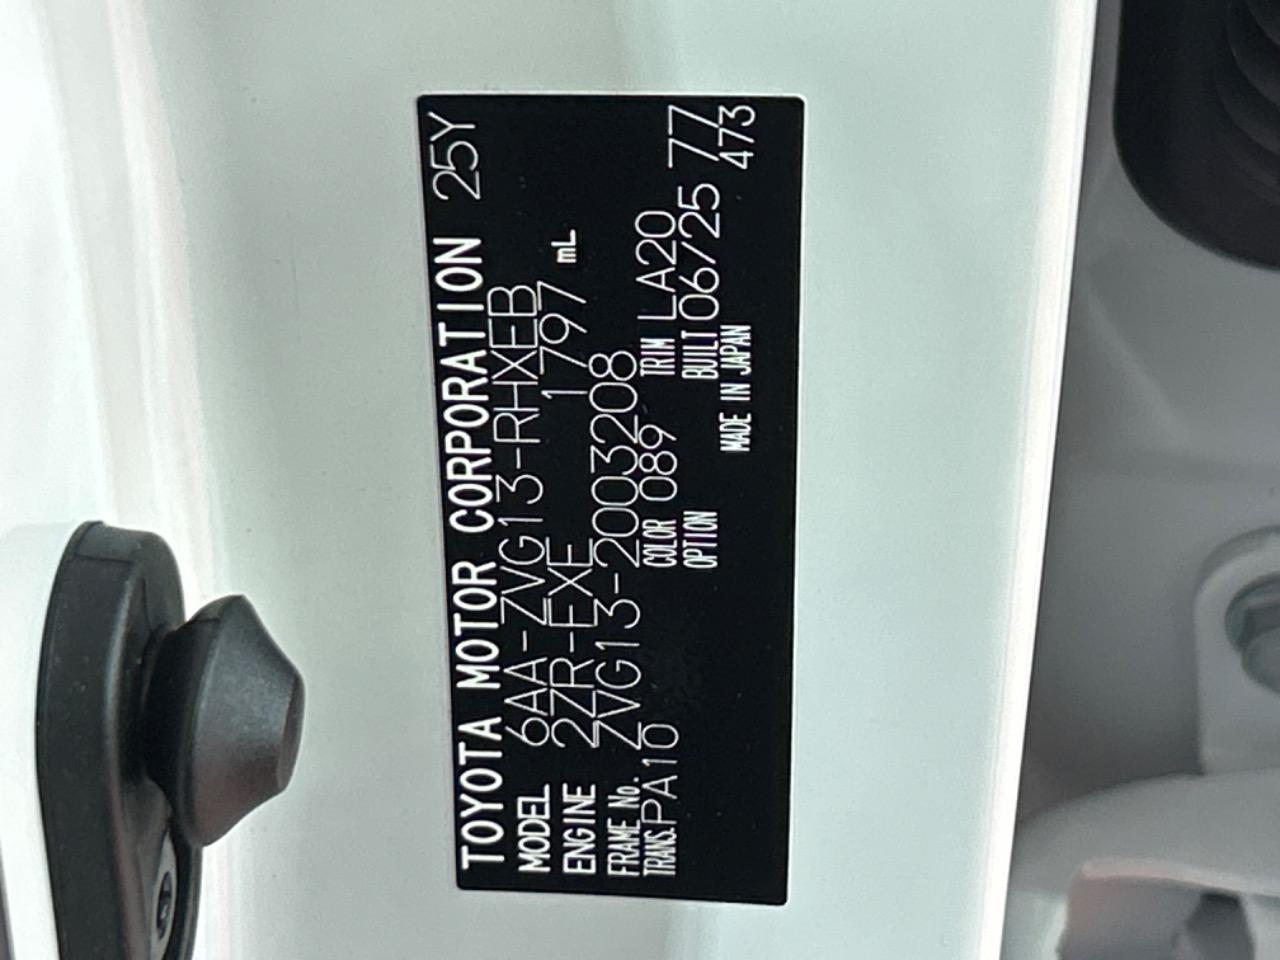 TOYOTA MOTOR CORPORATION 25Y
MODEL 6AA-ZVG13-RHXEB
ENGINE 2ZR-FXE 1797 mL
FRAME No. ZVG13-2003208
TRANS. PA10 COLOR 089 TRIM LA20
OPTION BUILT 06/25 77
MADE IN JAPAN 473